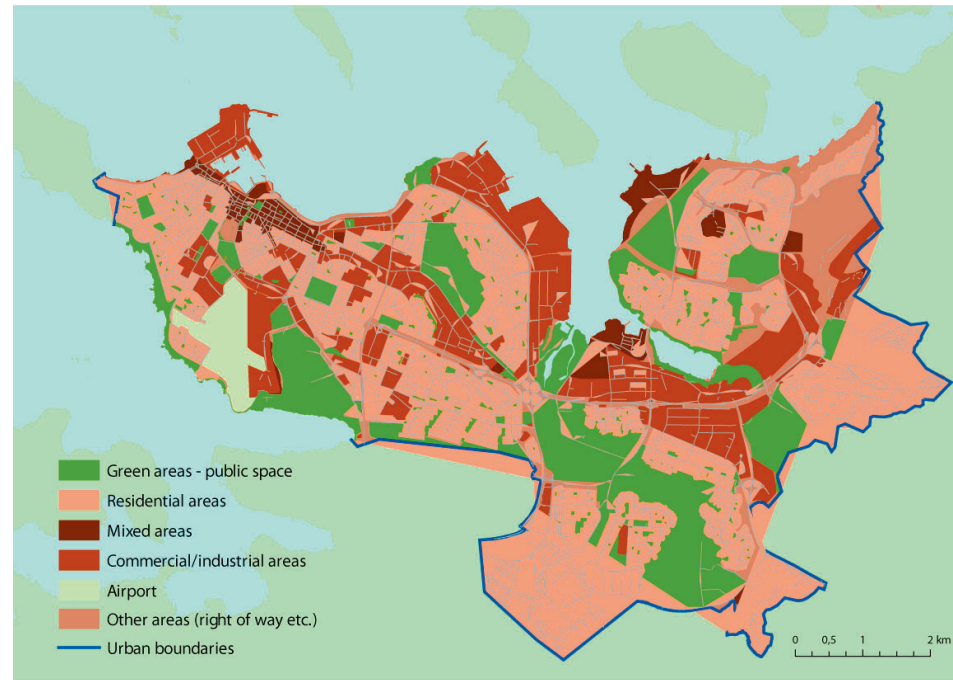 Green areas - public space
Residential areas
Mixed areas
Commercial/industrial areas
Airport
Other areas (right of way etc.)
Urban boundaries
0 0,5 1 2 km